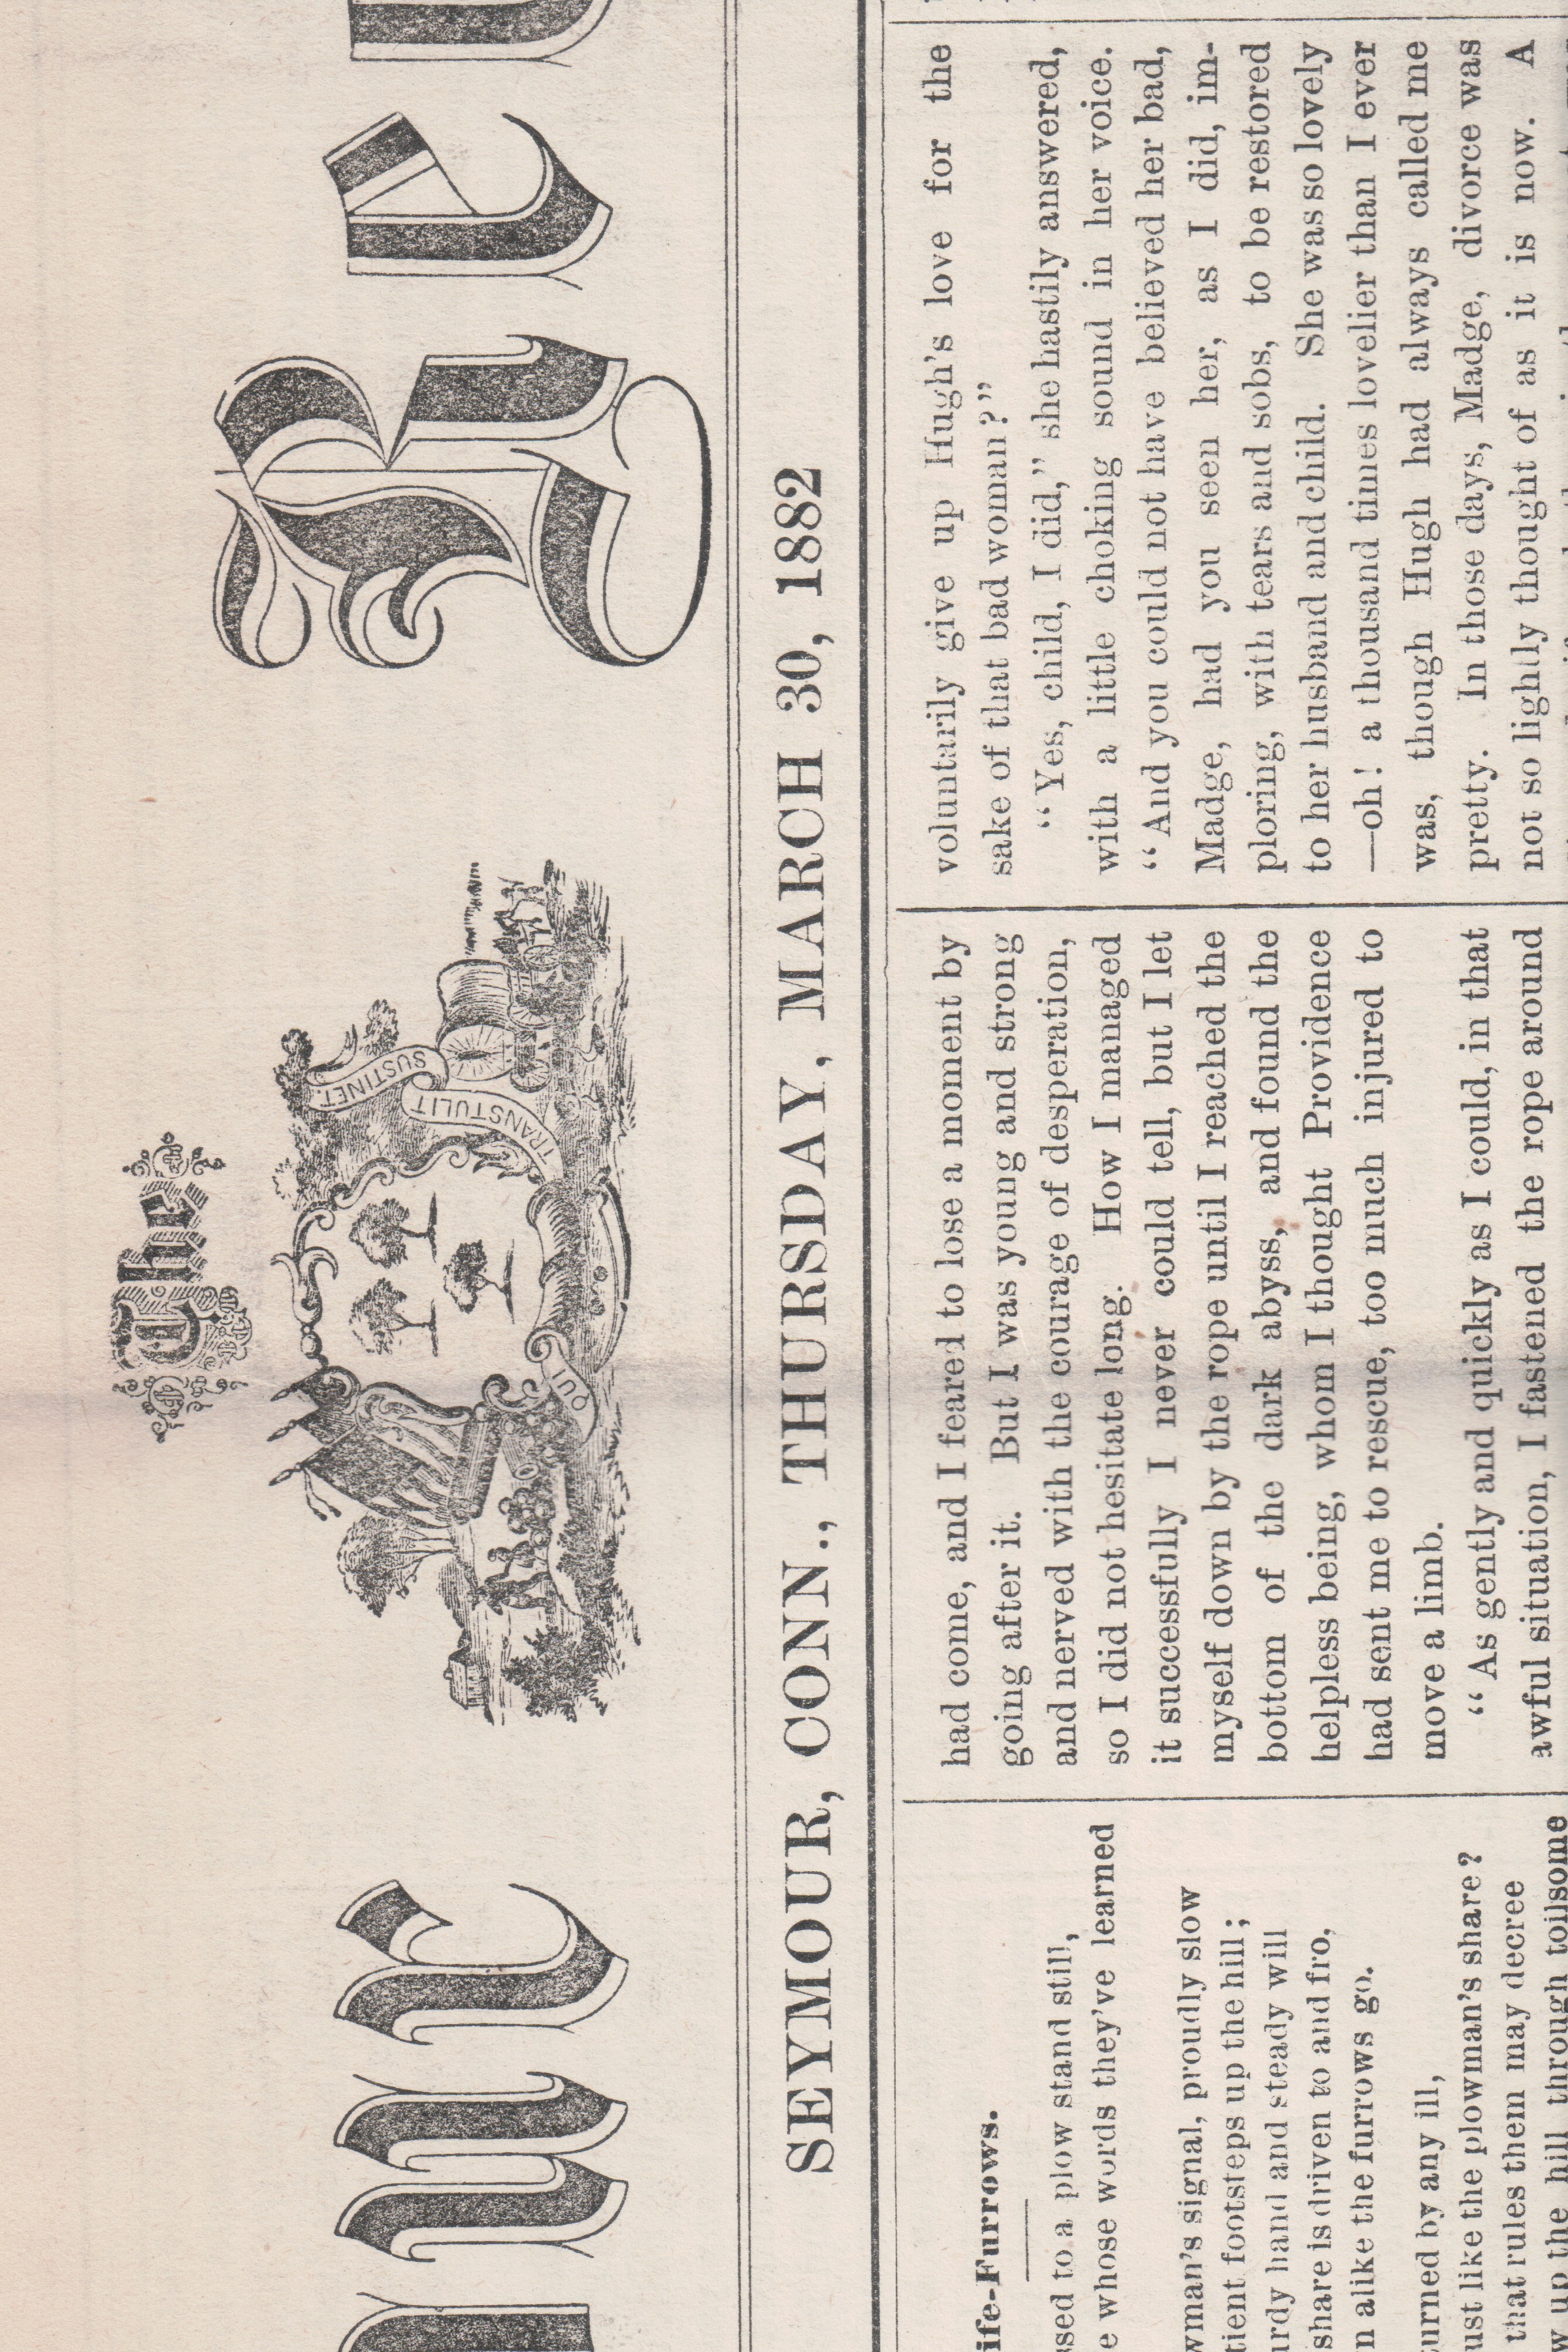 The
ur Re
QUI TRANSTULIT SUSTINET
SEYMOUR, CONN., THURSDAY, MARCH 30, 1882
ife-Furrows.
ssed to a plow stand still,
e whose words they've learned
wman's signal, proudly slow
tient footsteps up the hill;
urdy hand and steady will
share is driven to and fro,
n alike the furrows go.
urned by any ill,
ust like the plowman's share?
that rules them may decree
y up the hill through toilsome
had come, and I feared to lose a moment by
going after it. But I was young and strong
and nerved with the courage of desperation,
so I did not hesitate long. How I managed
it successfully I never could tell, but I let
myself down by the rope until I reached the
bottom of the dark abyss, and found the
helpless being, whom I thought Providence
had sent me to rescue, too much injured to
move a limb.
“As gently and quickly as I could, in that
awful situation, I fastened the rope around
voluntarily give up Hugh's love for the
sake of that bad woman?”
“Yes, child, I did,” she hastily answered,
with a little choking sound in her voice.
“And you could not have believed her bad,
Madge, had you seen her, as I did, im-
ploring, with tears and sobs, to be restored
to her husband and child. She was so lovely
—oh! a thousand times lovelier than I ever
was, though Hugh had always called me
pretty. In those days, Madge, divorce was
not so lightly thought of as it is now. A